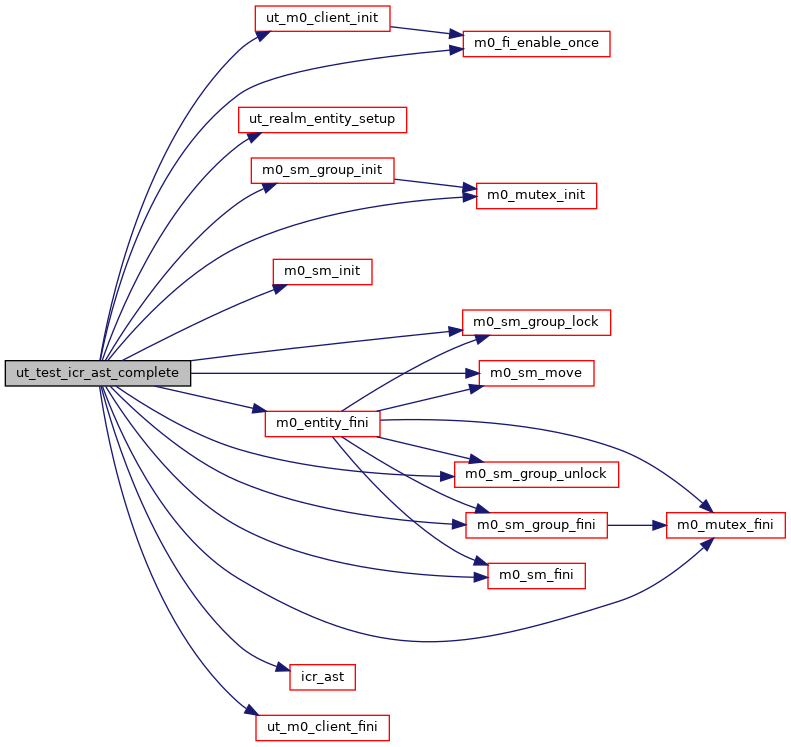 ut_m0_client_init
m0_fi_enable_once
ut_realm_entity_setup
m0_sm_group_init
m0_mutex_init
m0_sm_init
m0_sm_group_lock
ut_test_icr_ast_complete
m0_sm_move
m0_entity_fini
m0_sm_group_unlock
m0_sm_group_fini
m0_mutex_fini
m0_sm_fini
icr_ast
ut_m0_client_fini